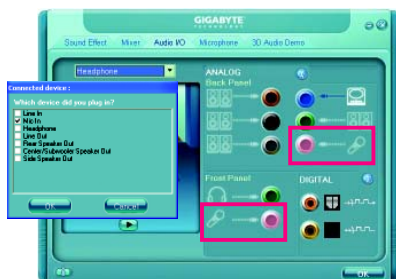 GIGABYTE
TECHNOLOGY
Sound Effect Mixer Audio I/O Microphone 3D Audio Demo
Headphone
ANALOG
Back Panel
Connected device :
Which device did you plug in?
Line In
Mic In
Headphone
Line Out
Rear Speaker Out
Center/Subwoofer Speaker Out
Side Speaker Out
OK
Cancel
Front Panel
DIGITAL
OK